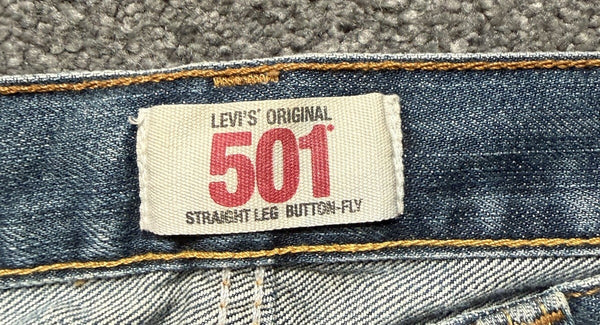 LEVI'S' ORIGINAL
501®
STRAIGHT LEG BUTTON-FLY